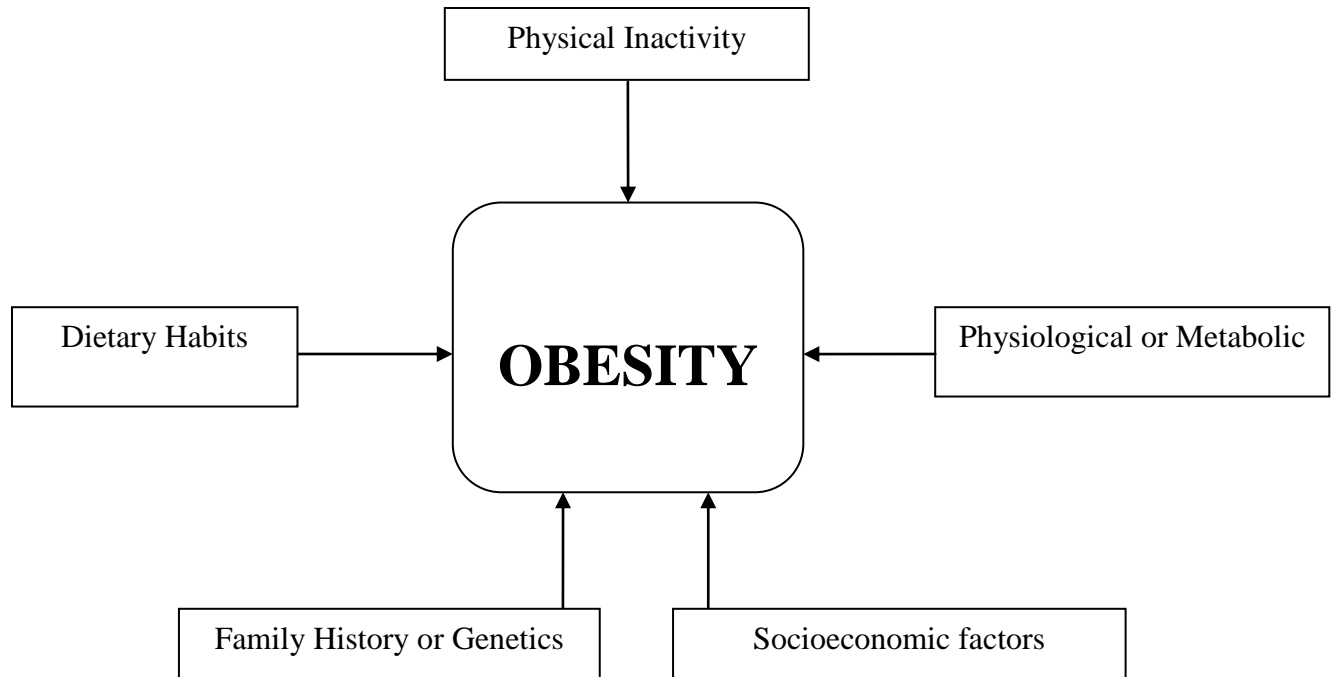 Physical Inactivity
Dietary Habits
Physiological or Metabolic
OBESITY
Family History or Genetics
Socioeconomic factors